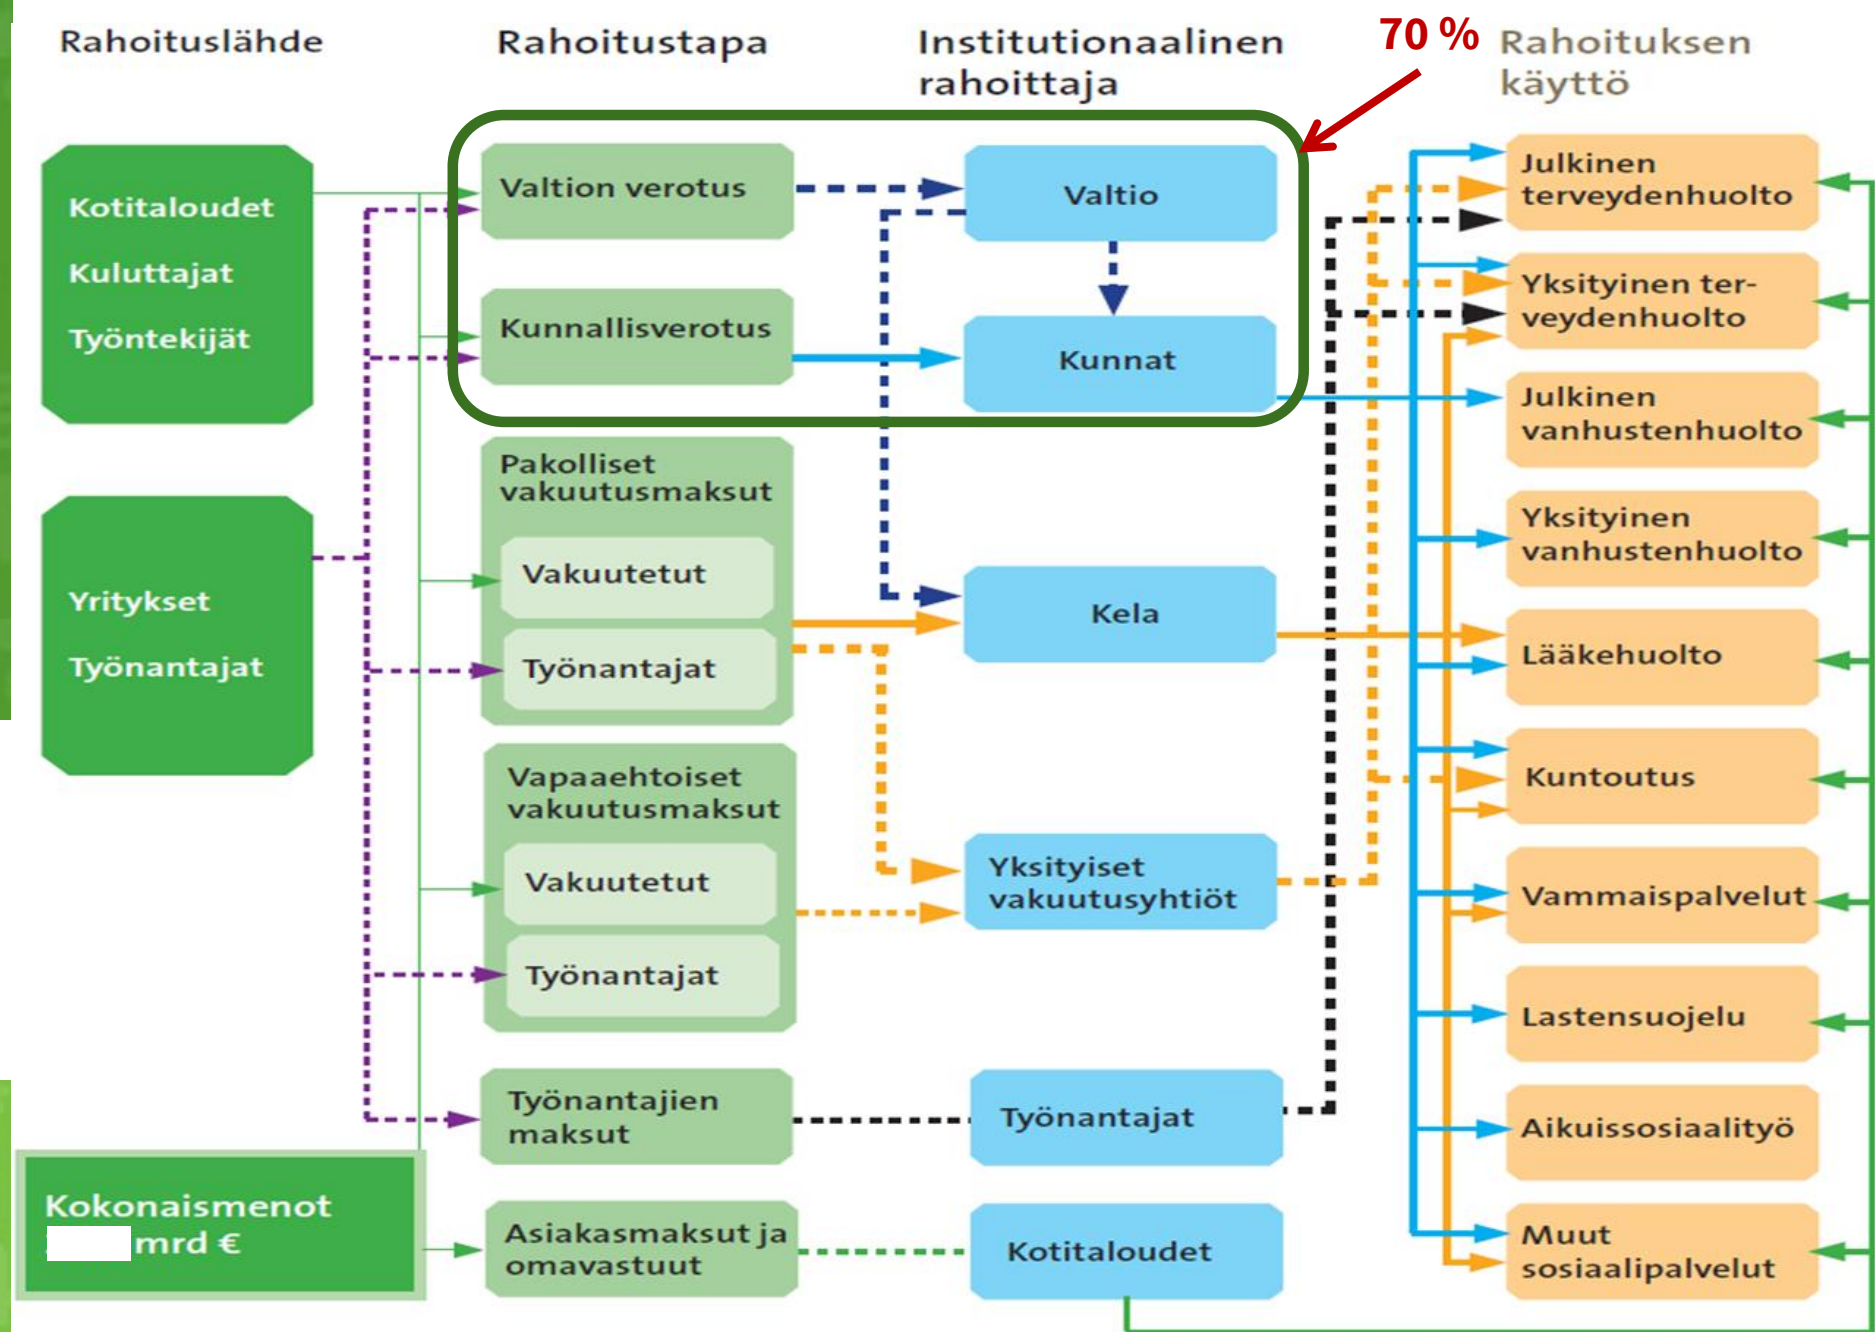 Rahoituslähde
Rahoitustapa
Institutionaalinen
rahoittaja
70 %
Rahoituksen
käyttö
Kotitaloudet
Kuluttajat
Työntekijät
Yritykset
Työnantajat
Kokonaismenot
mrd €
Valtion verotus
Kunnallisverotus
Pakolliset
vakuutusmaksut
Vakuutetut
Työnantajat
Vapaaehtoiset
vakuutusmaksut
Vakuutetut
Työnantajat
Työnantajien
maksut
Asiakasmaksut ja
omavastuut
Valtio
Kunnat
Kela
Yksityiset
vakuutusyhtiöt
Työnantajat
Kotitaloudet
Julkinen
terveydenhuolto
Yksityinen ter-
veydenhuolto
Julkinen
vanhustenhuolto
Yksityinen
vanhustenhuolto
Lääkehuolto
Kuntoutus
Vammaispalvelut
Lastensuojelu
Aikuissosiaalityö
Muut
sosiaalipalvelut